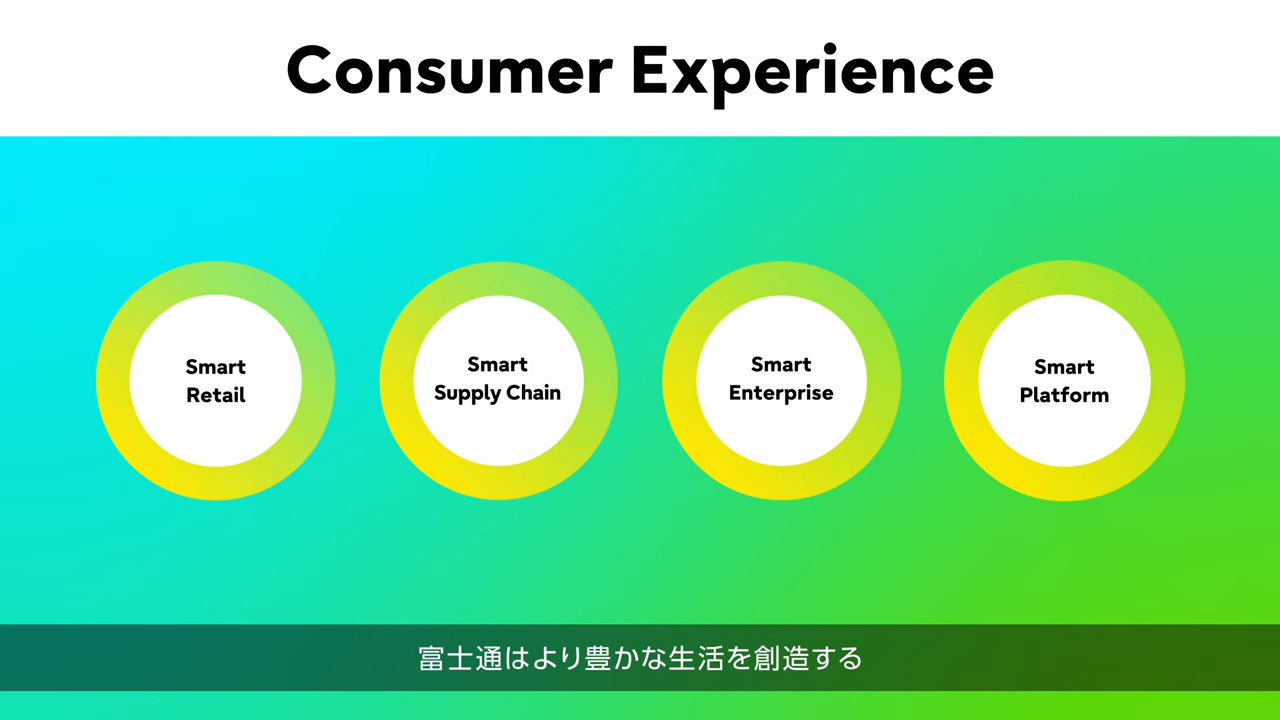 Consumer Experience
Smart
Retail
Smart
Supply Chain
Smart
Enterprise
Smart
Platform
富士通はより豊かな生活を創造する